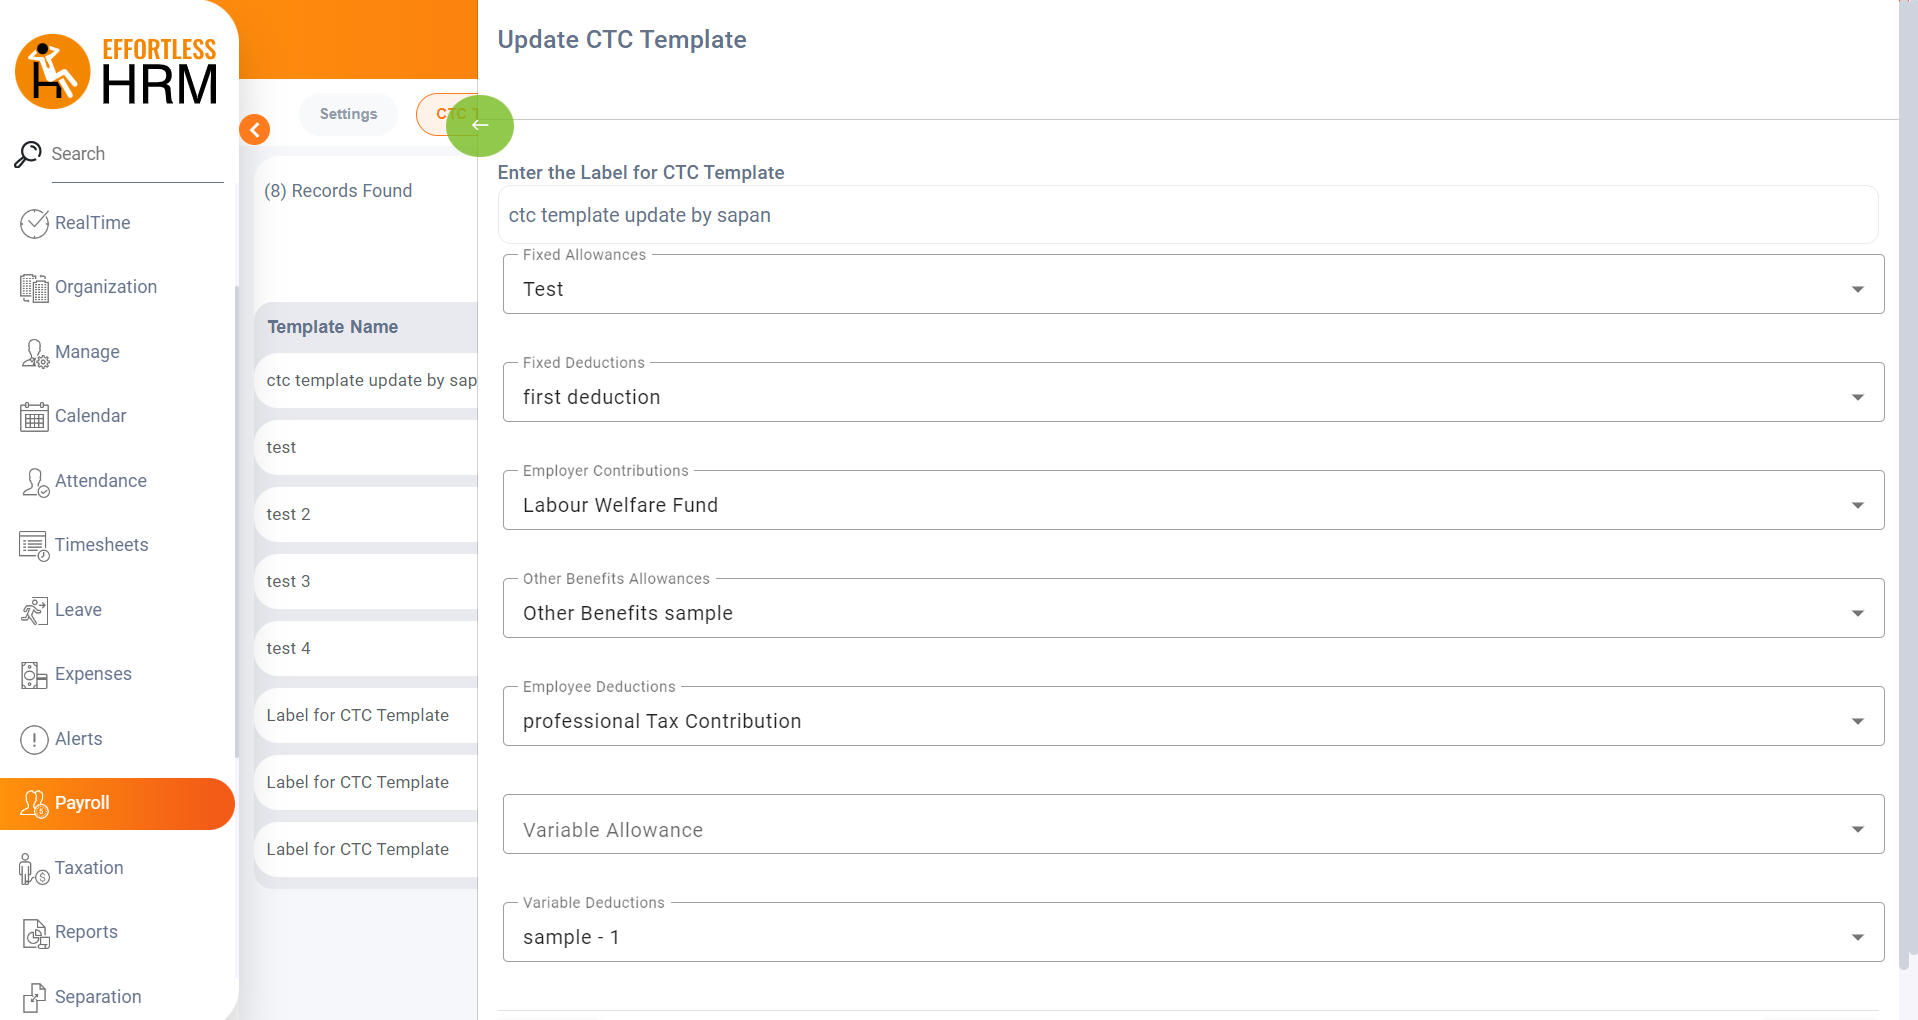 EFFORTLESS
HRM
Search
RealTime
Organization
Manage
Calendar
Attendance
Timesheets
Leave
Expenses
Alerts
Payroll
Taxation
Reports
Separation
Settings
CTC T
(8) Records Found
Template Name
ctc template update by sap
test
test 2
test 3
test 4
Label for CTC Template
Label for CTC Template
Label for CTC Template
Update CTC Template
Enter the Label for CTC Template
ctc template update by sapan
Fixed Allowances
Test
Fixed Deductions
first deduction
Employer Contributions
Labour Welfare Fund
Other Benefits Allowances
Other Benefits sample
Employee Deductions
professional Tax Contribution
Variable Allowance
Variable Deductions
sample - 1